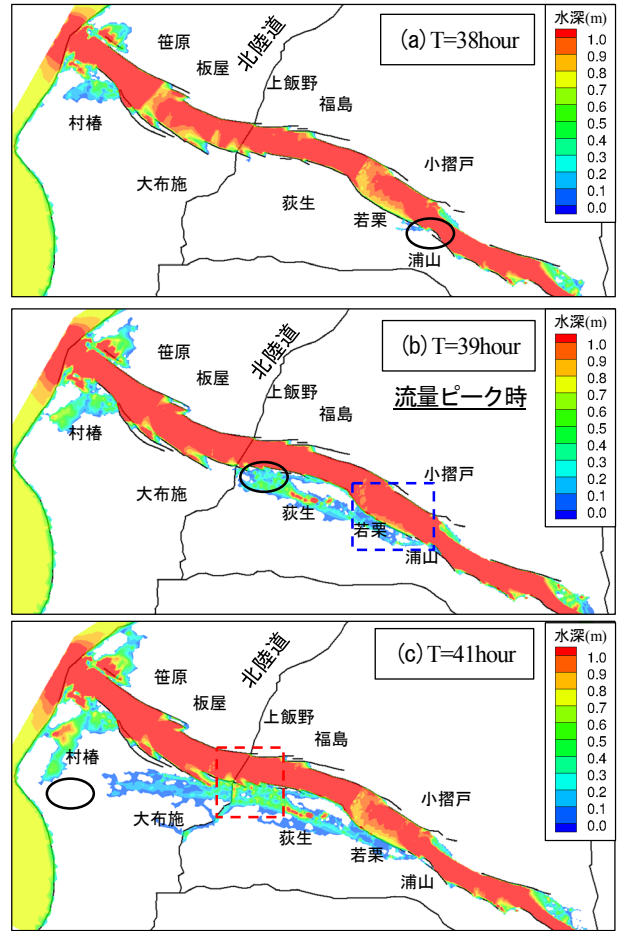 (a) T=38hour
水深(m)
1.0
0.9
0.8
0.7
0.6
0.5
0.4
0.3
0.2
0.1
0.0
笹原
板屋
北陸道
上飯野
福島
村椿
小摺戸
大布施
荻生
若栗
浦山
(b) T=39hour
流量ピーク時
水深(m)
1.0
0.9
0.8
0.7
0.6
0.5
0.4
0.3
0.2
0.1
0.0
笹原
板屋
北陸道
上飯野
福島
村椿
小摺戸
大布施
荻生
若栗
浦山
(c) T=41hour
水深(m)
1.0
0.9
0.8
0.7
0.6
0.5
0.4
0.3
0.2
0.1
0.0
笹原
板屋
北陸道
上飯野
福島
村椿
小摺戸
大布施
荻生
若栗
浦山